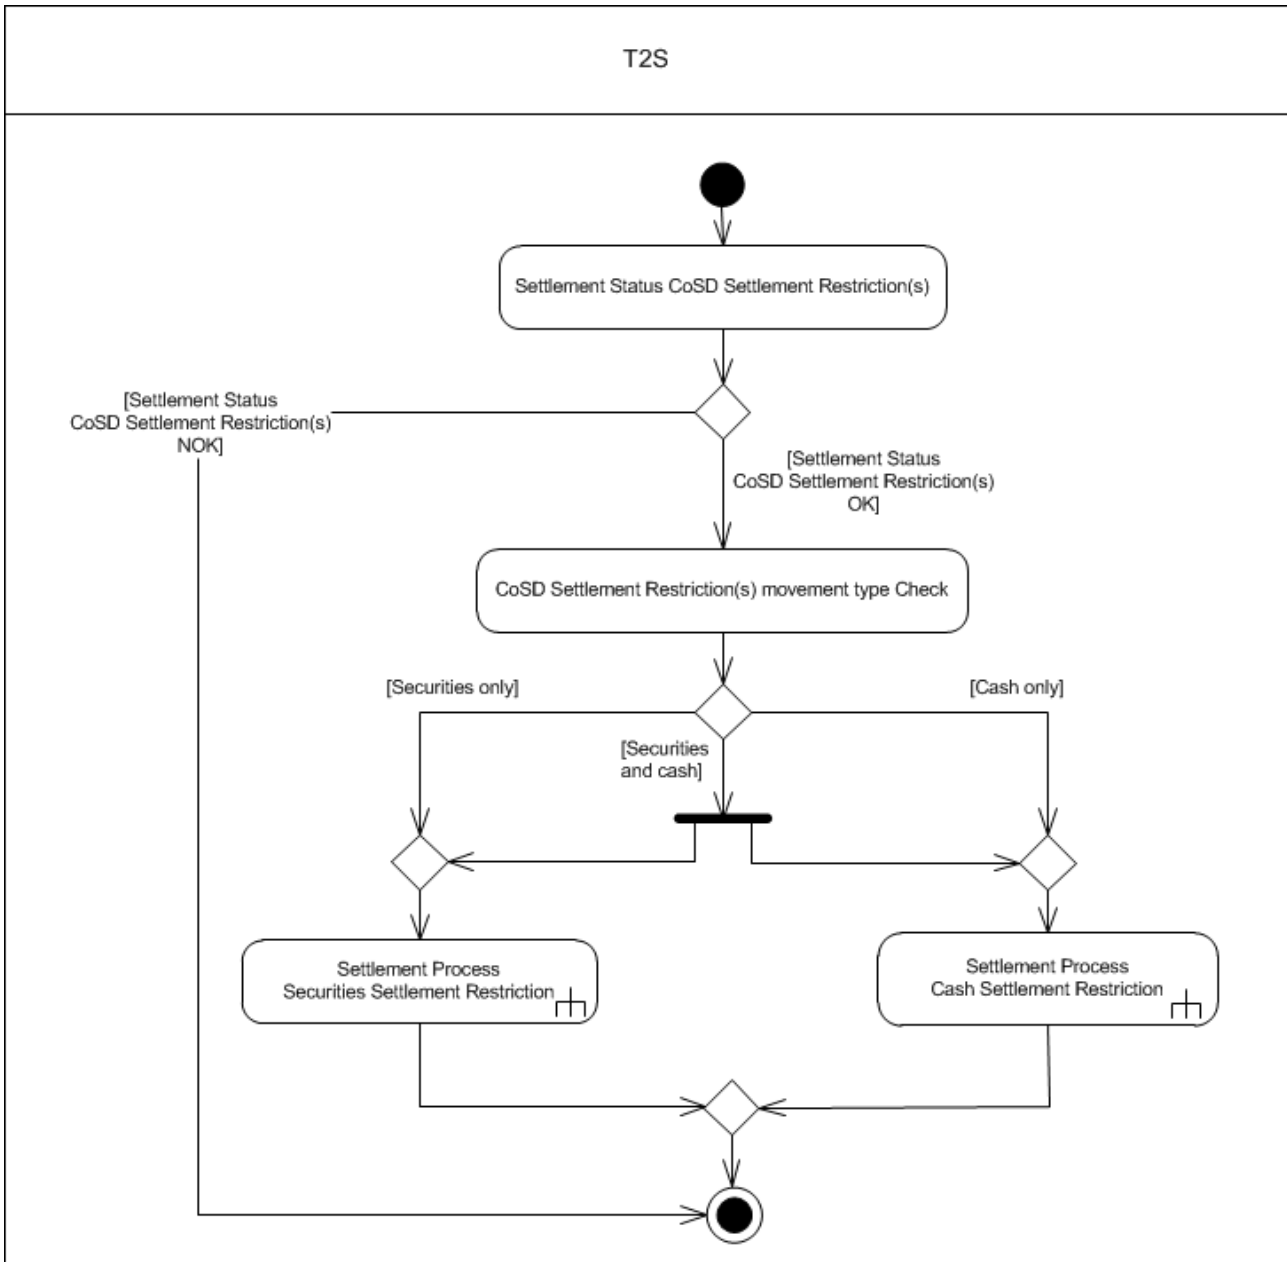 T2S
Settlement Status CoSD Settlement Restriction(s)
[Settlement Status
CoSD Settlement Restriction(s)
NOK]
[Settlement Status
CoSD Settlement Restriction(s)
OK]
CoSD Settlement Restriction(s) movement type Check
[Securities only]
[Cash only]
[Securities
and cash]
Settlement Process
Securities Settlement Restriction
Settlement Process
Cash Settlement Restriction